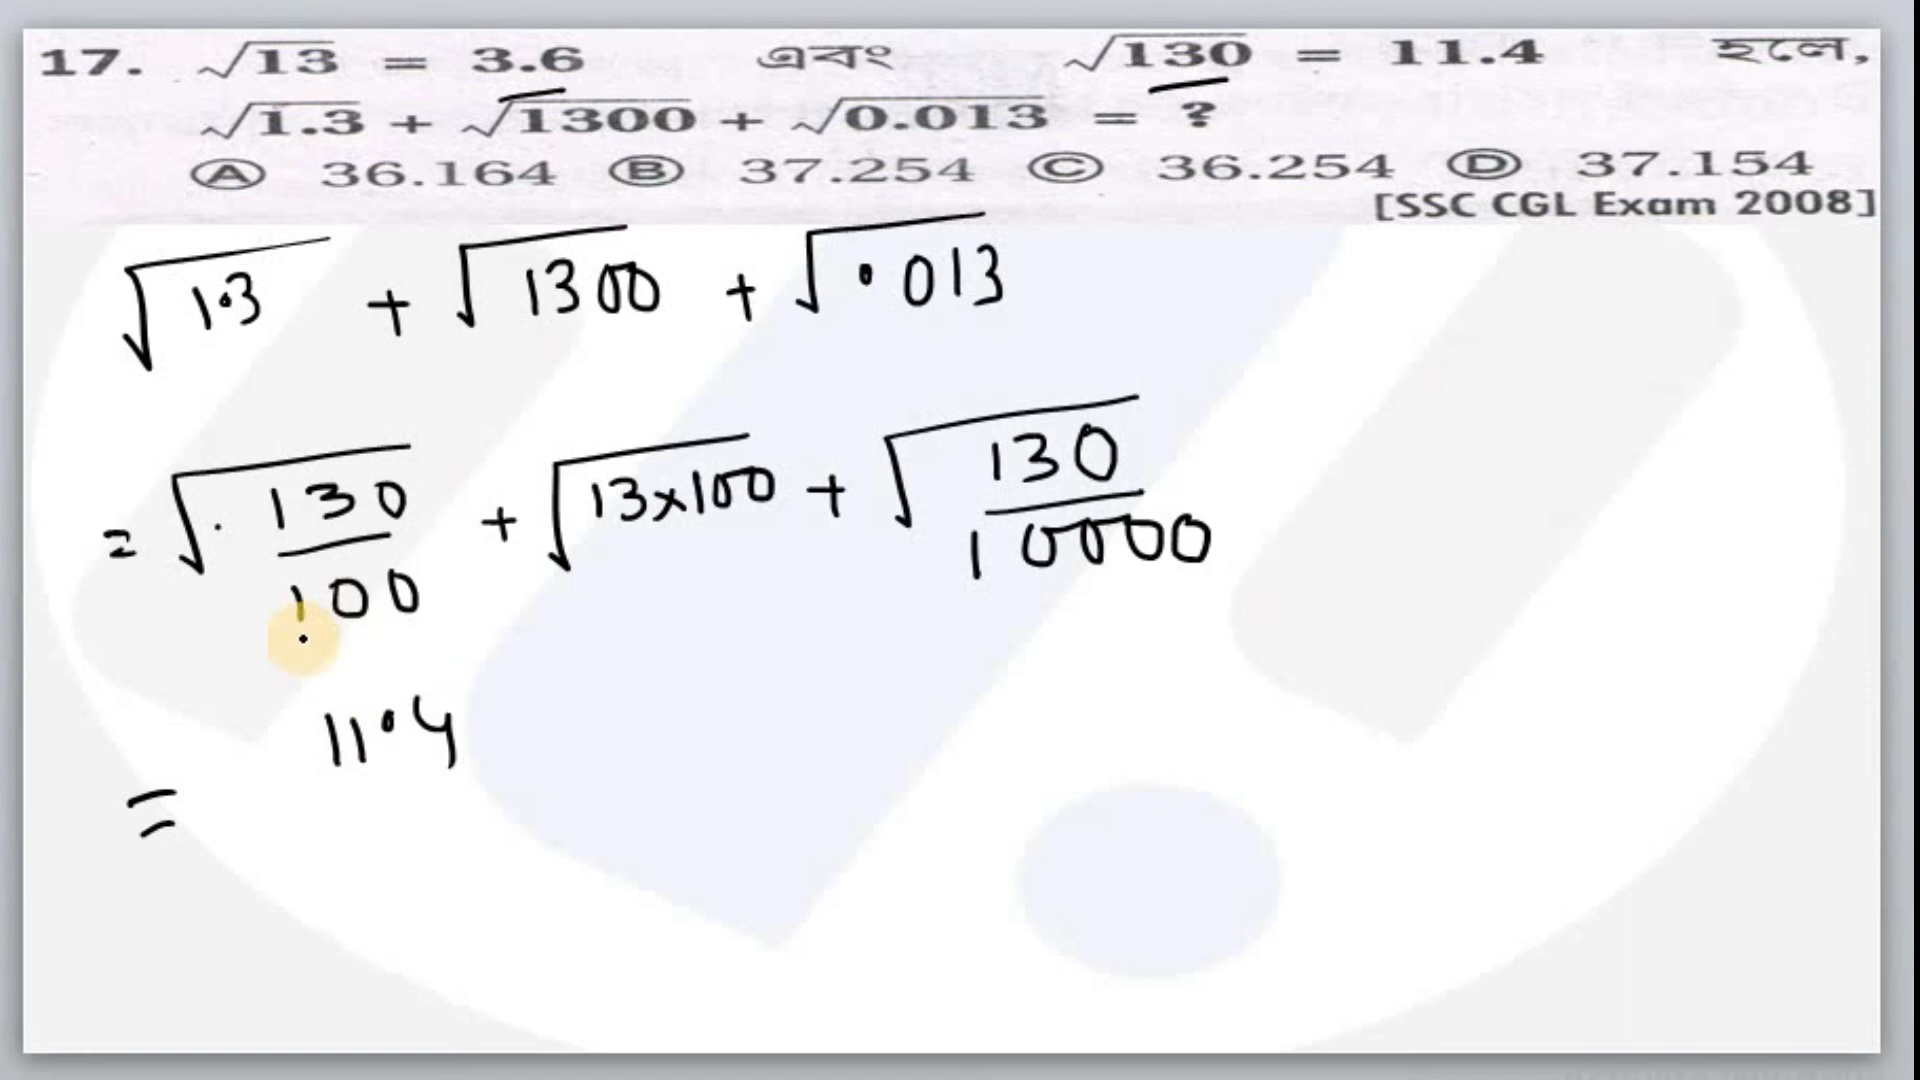 17. √13 = 3.6 এবং √130 = 11.4 হলে,
√1.3 + √1300 + √0.013 = ?
Ⓐ 36.164 Ⓑ 37.254 Ⓒ 36.254 Ⓓ 37.154
[SSC CGL Exam 2008]
√1.3 + √1300 + √.013
= √130/100 + √13×100 + √130/10000
= 11.4